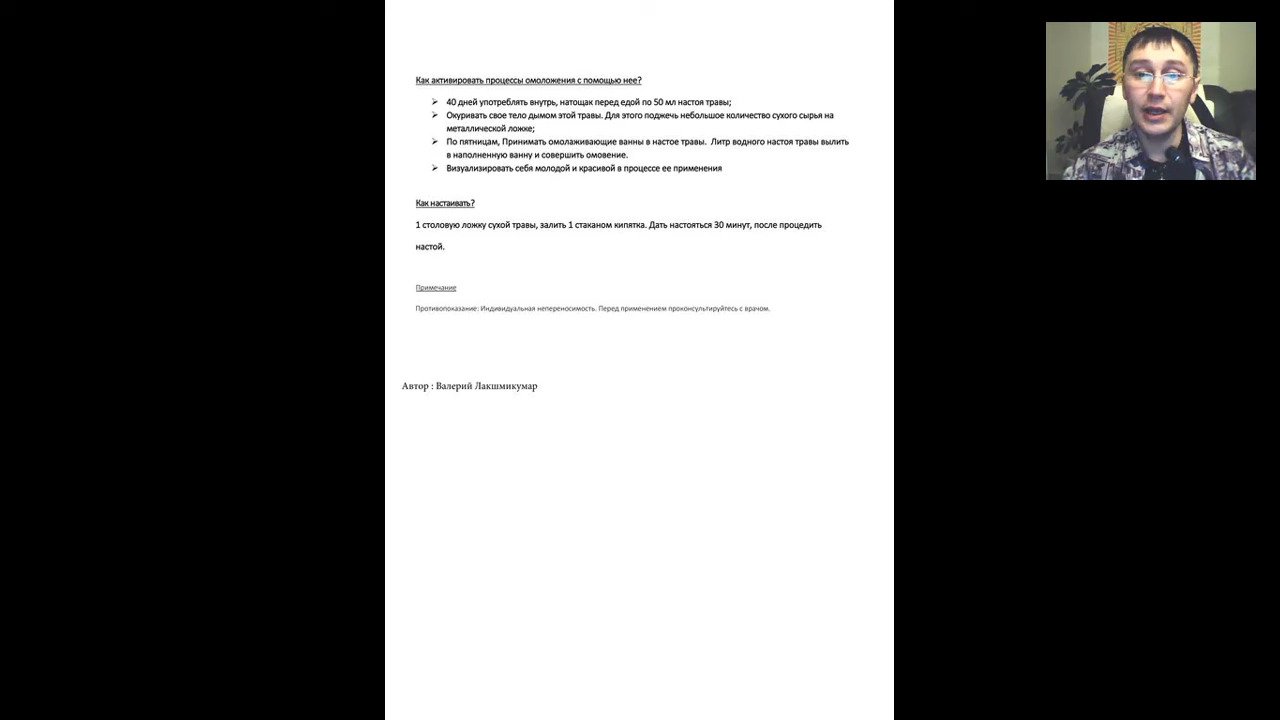 Как активировать процессы омоложения с помощью нее?
➢ 40 дней употреблять внутрь, натощак перед едой по 50 мл настоя травы;
➢ Окуривать свое тело дымом этой травы. Для этого поджечь небольшое количество сухого сырья на
металлической ложке;
➢ По пятницам, Принимать омолаживающие ванны в настое травы. Литр водного настоя травы вылить
в наполненную ванну и совершить омовение.
➢ Визуализировать себя молодой и красивой в процессе ее применения
Как настаивать?
1 столовую ложку сухой травы, залить 1 стаканом кипятка. Дать настояться 30 минут, после процедить
настой.
Примечание
Противопоказание: Индивидуальная непереносимость. Перед применением проконсультируйтесь с врачом.
Автор : Валерий Лакшмикумар